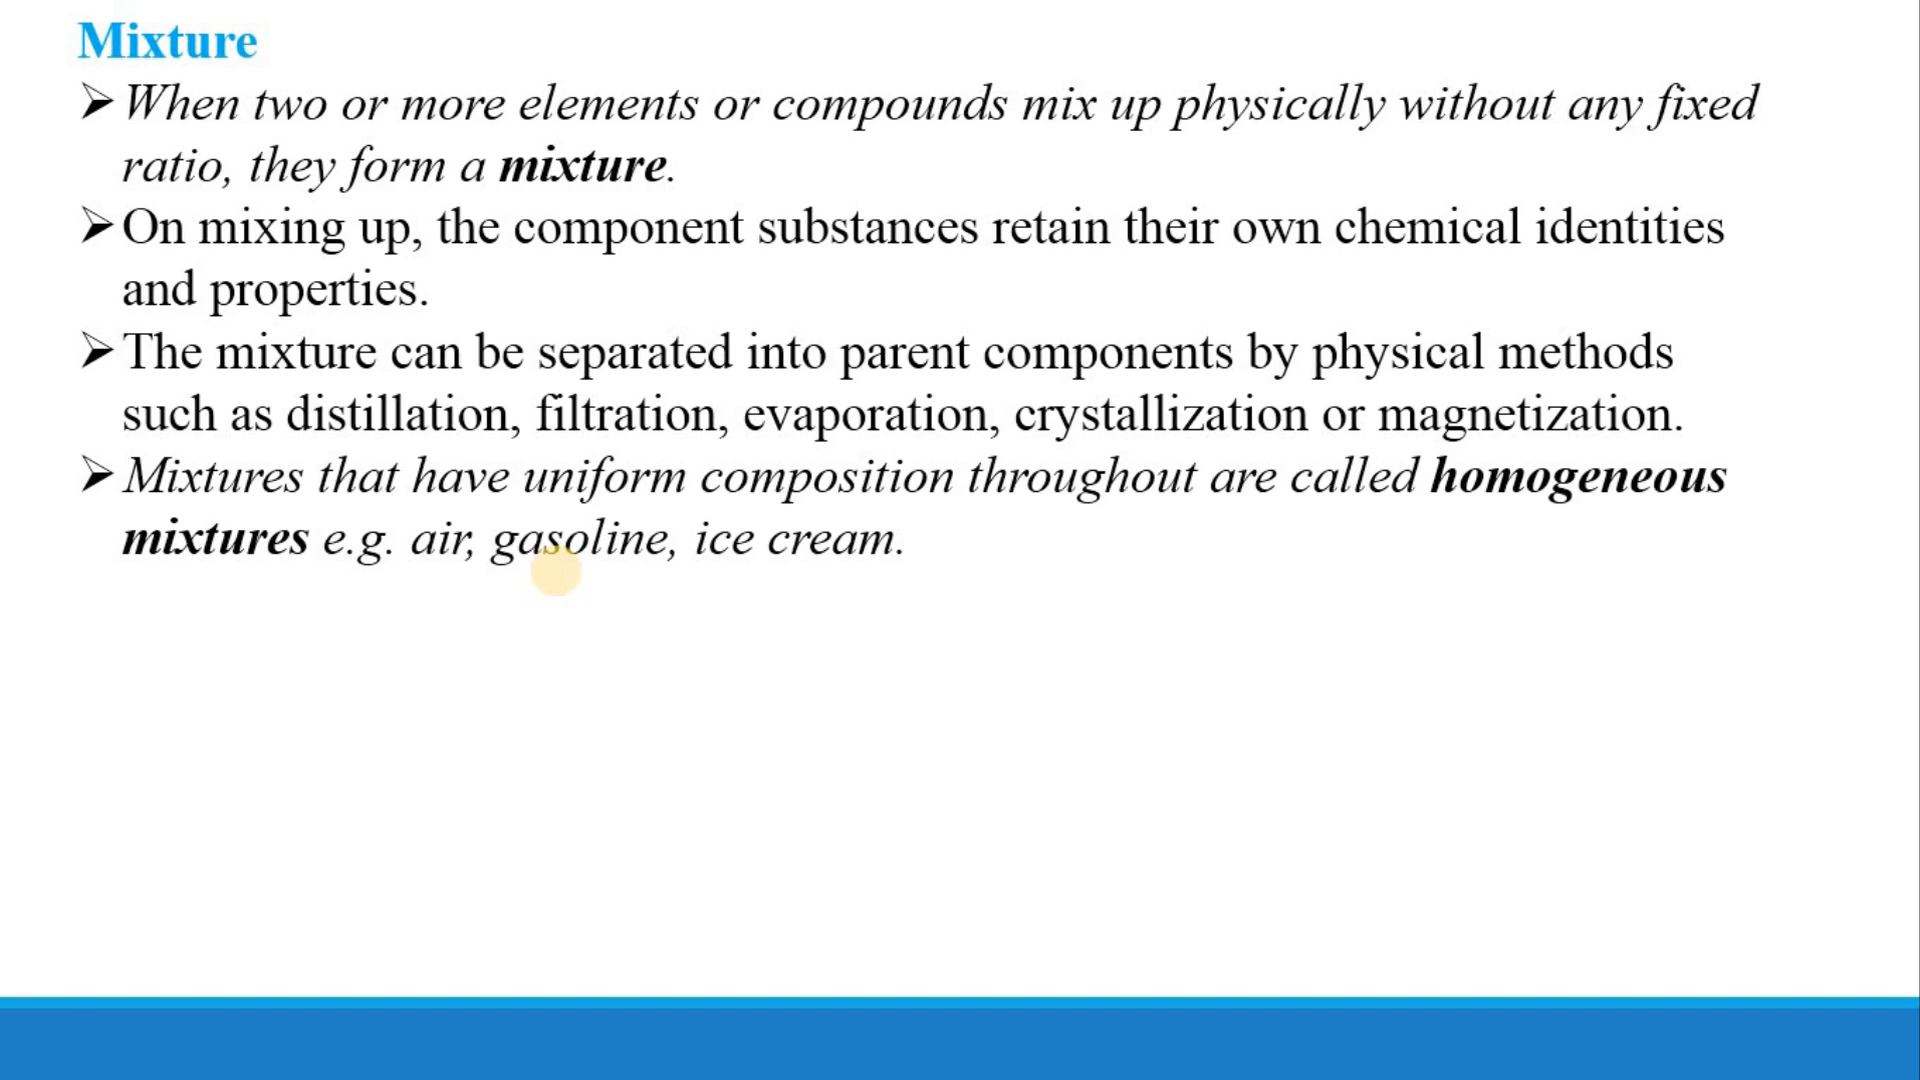 Mixture
➢When two or more elements or compounds mix up physically without any fixed
ratio, they form a mixture.
➢On mixing up, the component substances retain their own chemical identities
and properties.
➢The mixture can be separated into parent components by physical methods
such as distillation, filtration, evaporation, crystallization or magnetization.
➢Mixtures that have uniform composition throughout are called homogeneous
mixtures e.g. air, gasoline, ice cream.